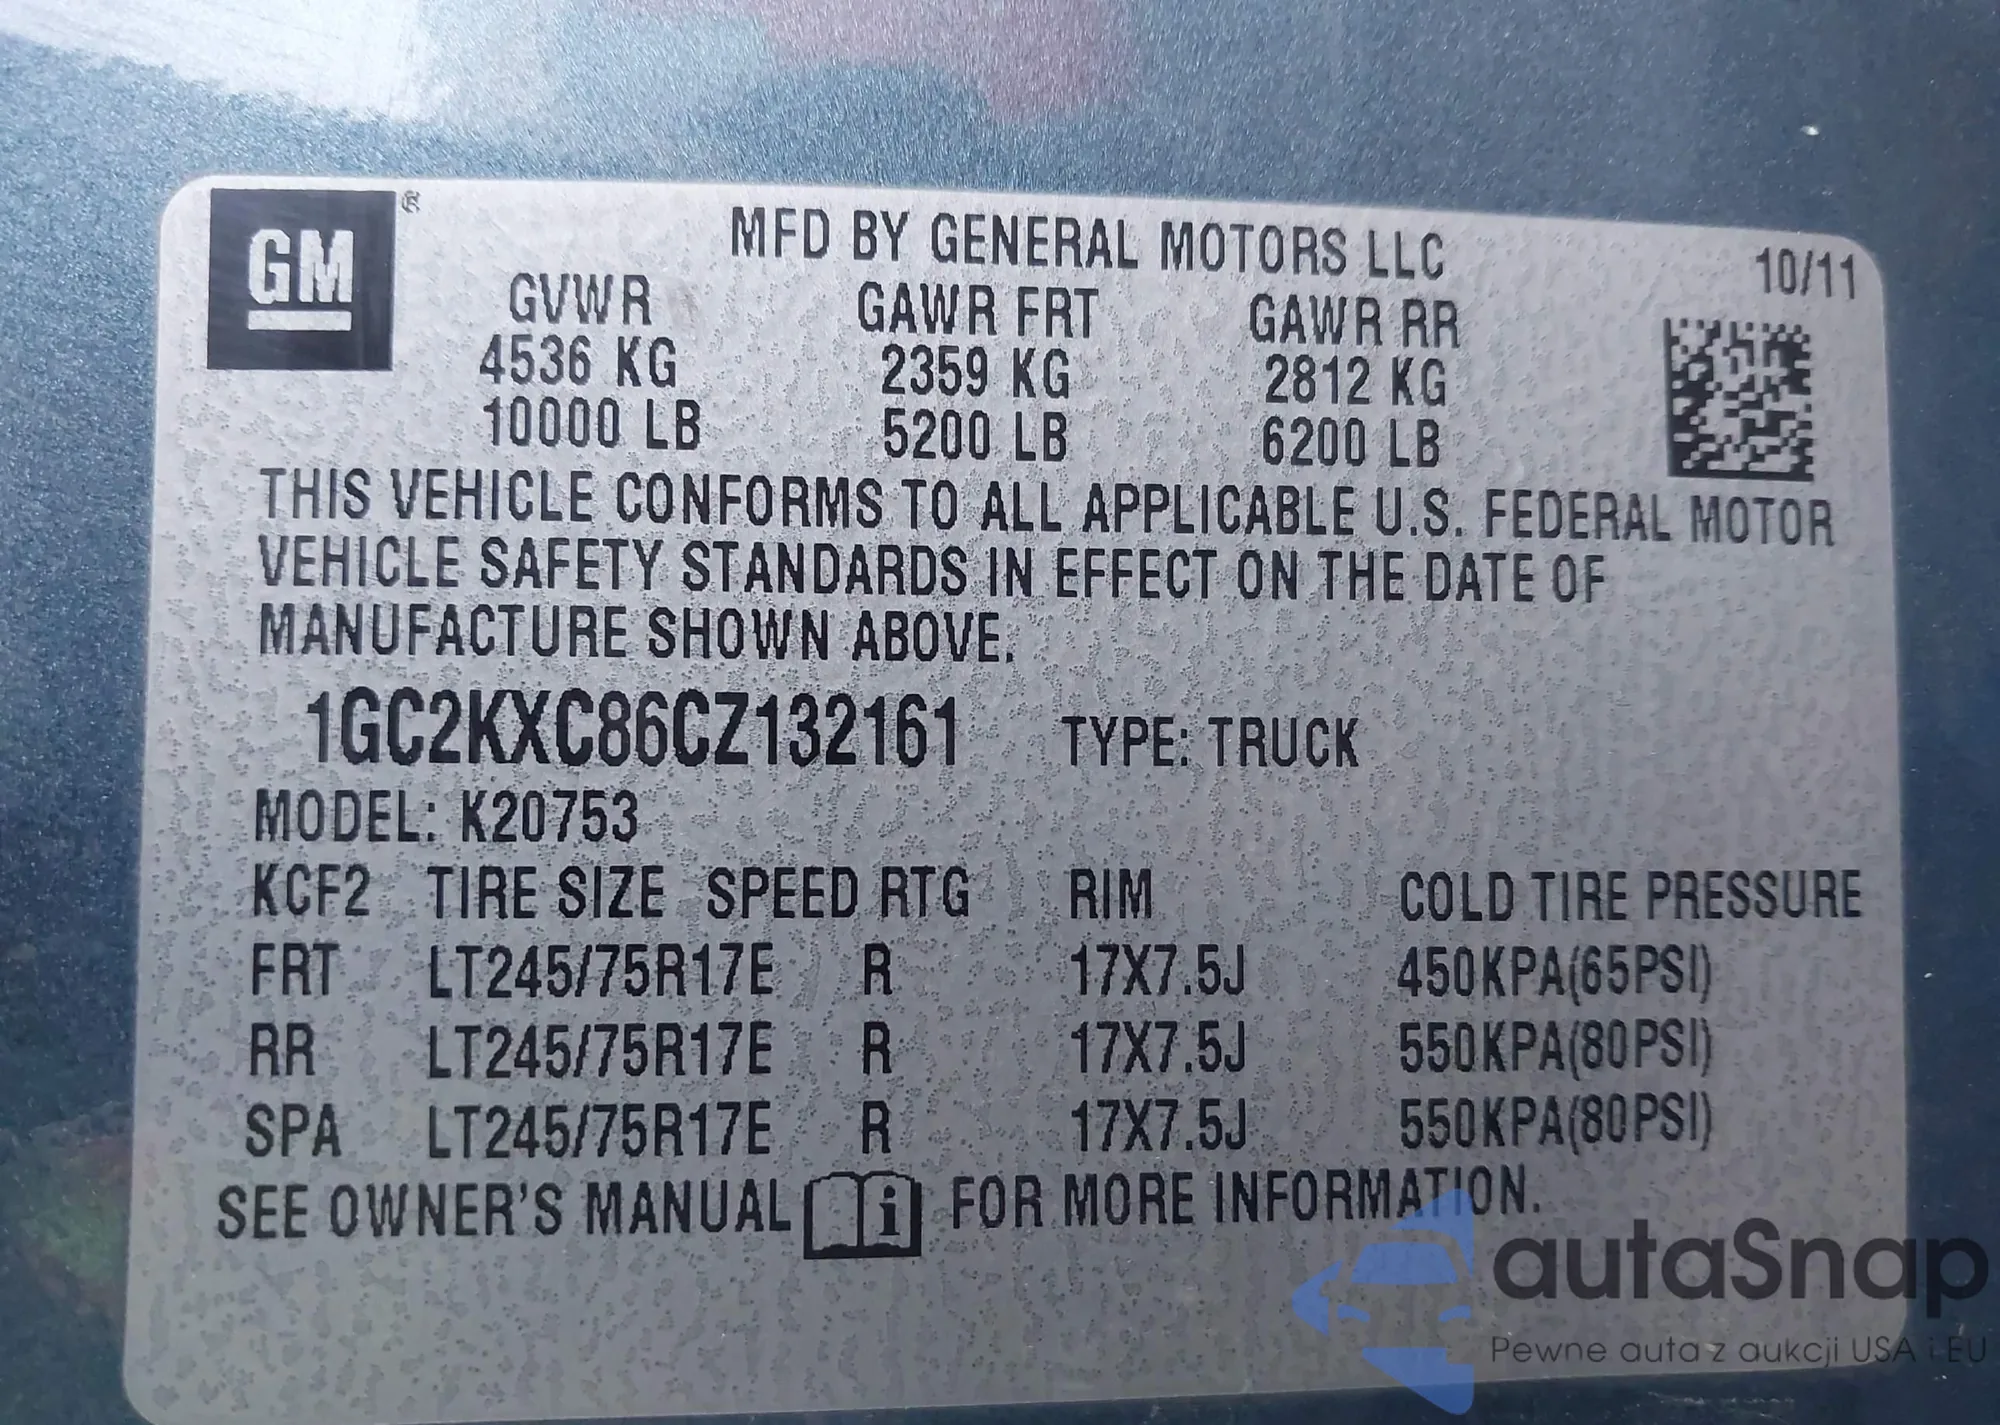 GM ®
MFD BY GENERAL MOTORS LLC 10/11
GVWR GAWR FRT GAWR RR
4536 KG 2359 KG 2812 KG
10000 LB 5200 LB 6200 LB
THIS VEHICLE CONFORMS TO ALL APPLICABLE U.S. FEDERAL MOTOR
VEHICLE SAFETY STANDARDS IN EFFECT ON THE DATE OF
MANUFACTURE SHOWN ABOVE.
1GC2KXC86CZ132161 TYPE: TRUCK
MODEL: K20753
KCF2 TIRE SIZE SPEED RTG RIM COLD TIRE PRESSURE
FRT LT245/75R17E R 17X7.5J 450KPA(65PSI)
RR LT245/75R17E R 17X7.5J 550KPA(80PSI)
SPA LT245/75R17E R 17X7.5J 550KPA(80PSI)
SEE OWNER'S MANUAL i FOR MORE INFORMATION.
autaSnap
Pewne auta z aukcji USA i EU